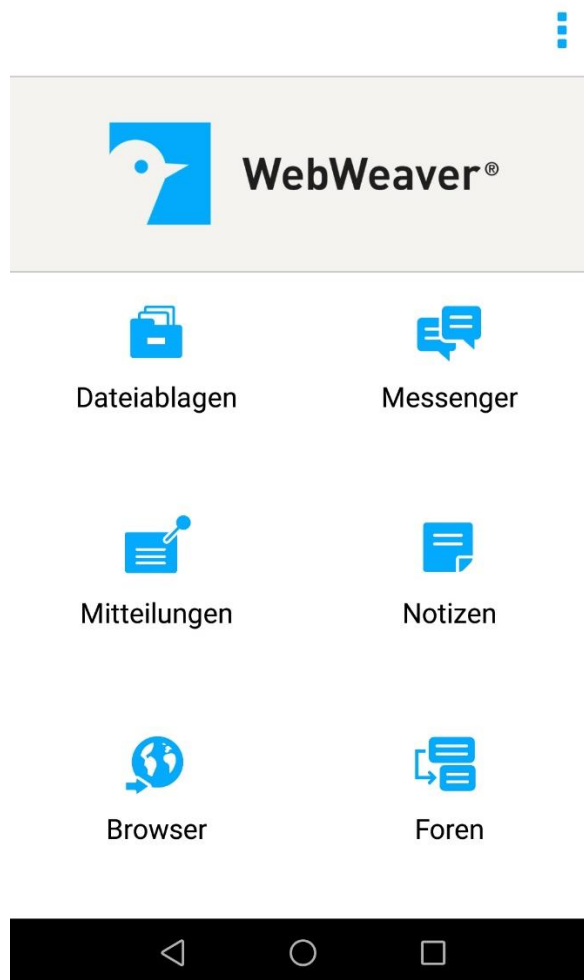 WebWeaver®
Dateiablagen
Messenger
Mitteilungen
Notizen
Browser
Foren